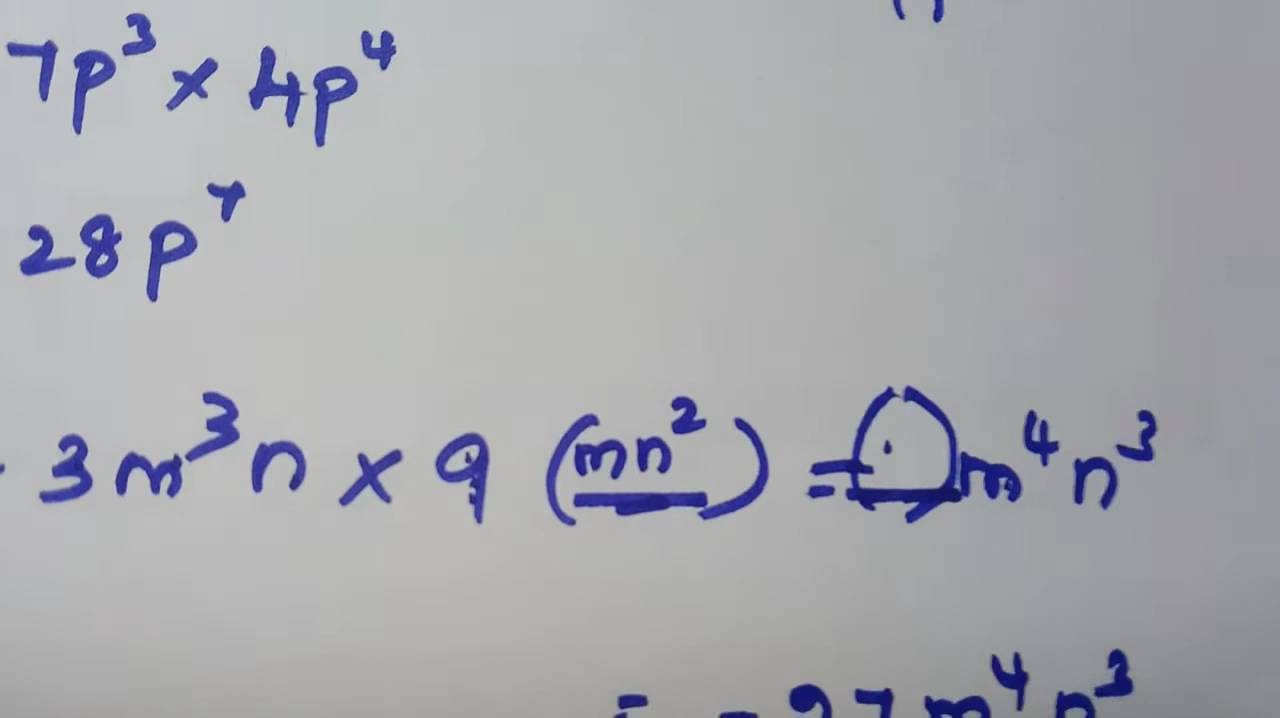 7p³ × 4p⁴
28p⁷
- 3m³n × 9 (mn²) = m⁴n³
= -27m⁴n³